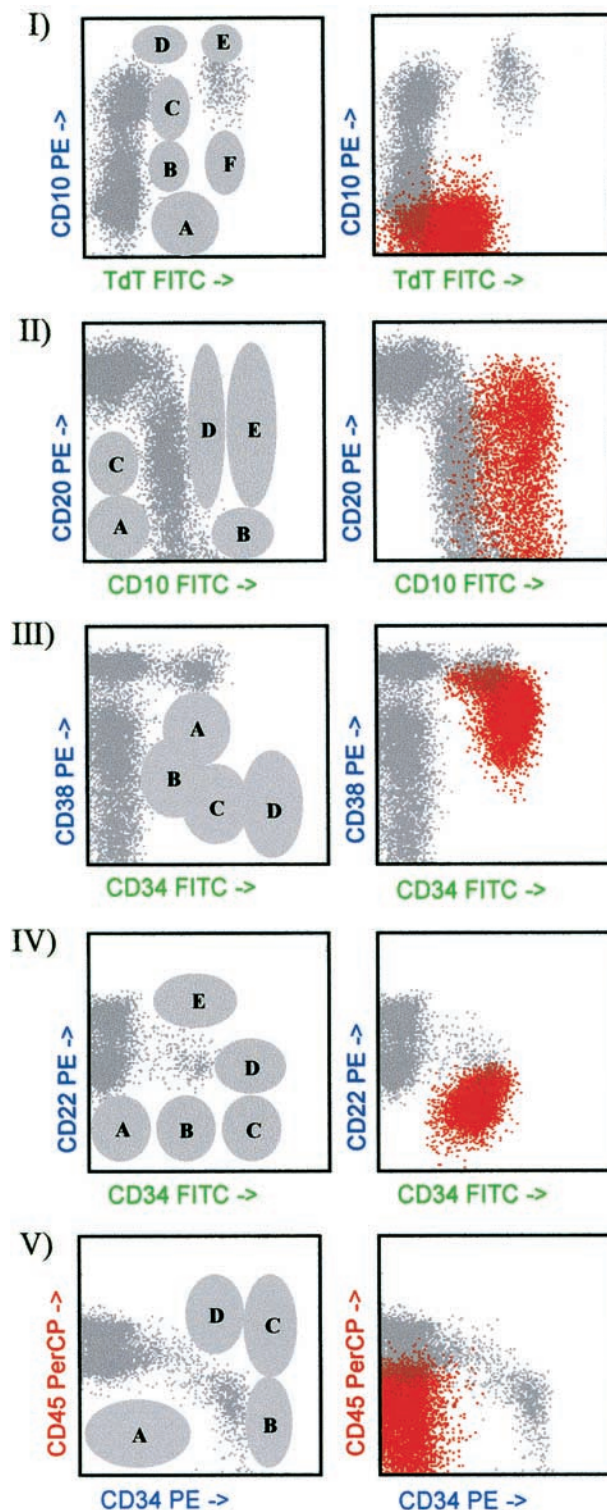 I)
D E
C
B F
A
CD10 PE ->
TdT FITC ->
CD10 PE ->
TdT FITC ->
II)
D E
C
A B
CD20 PE ->
CD10 FITC ->
CD20 PE ->
CD10 FITC ->
III)
A
B
C D
CD38 PE ->
CD34 FITC ->
CD38 PE ->
CD34 FITC ->
IV)
E
D
A B C
CD22 PE ->
CD34 FITC ->
CD22 PE ->
CD34 FITC ->
V)
D C
B
A
CD45 PerCP ->
CD34 PE ->
CD45 PerCP ->
CD34 PE ->